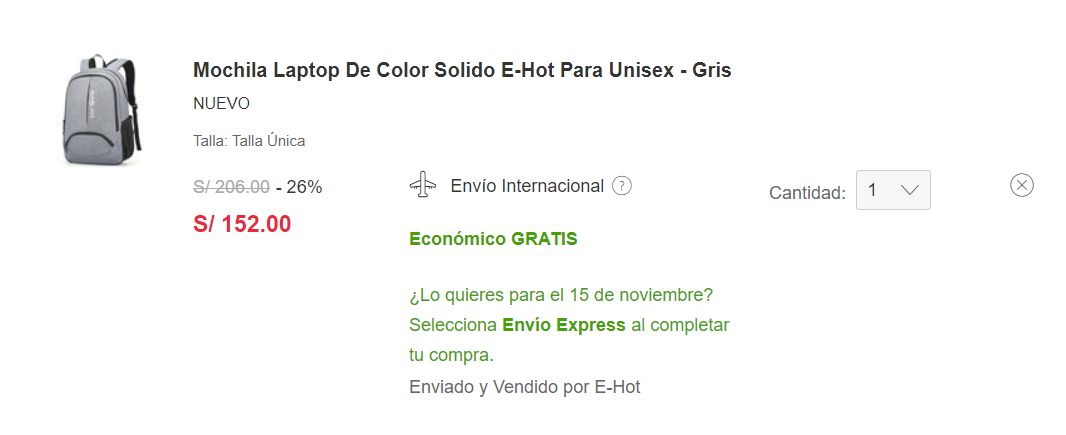 Mochila Laptop De Color Solido E-Hot Para Unisex - Gris
NUEVO
Talla: Talla Única
S/ 206.00 - 26%
S/ 152.00
Envío Internacional ?
Económico GRATIS
¿Lo quieres para el 15 de noviembre?
Selecciona Envío Express al completar
tu compra.
Enviado y Vendido por E-Hot
Cantidad: 1